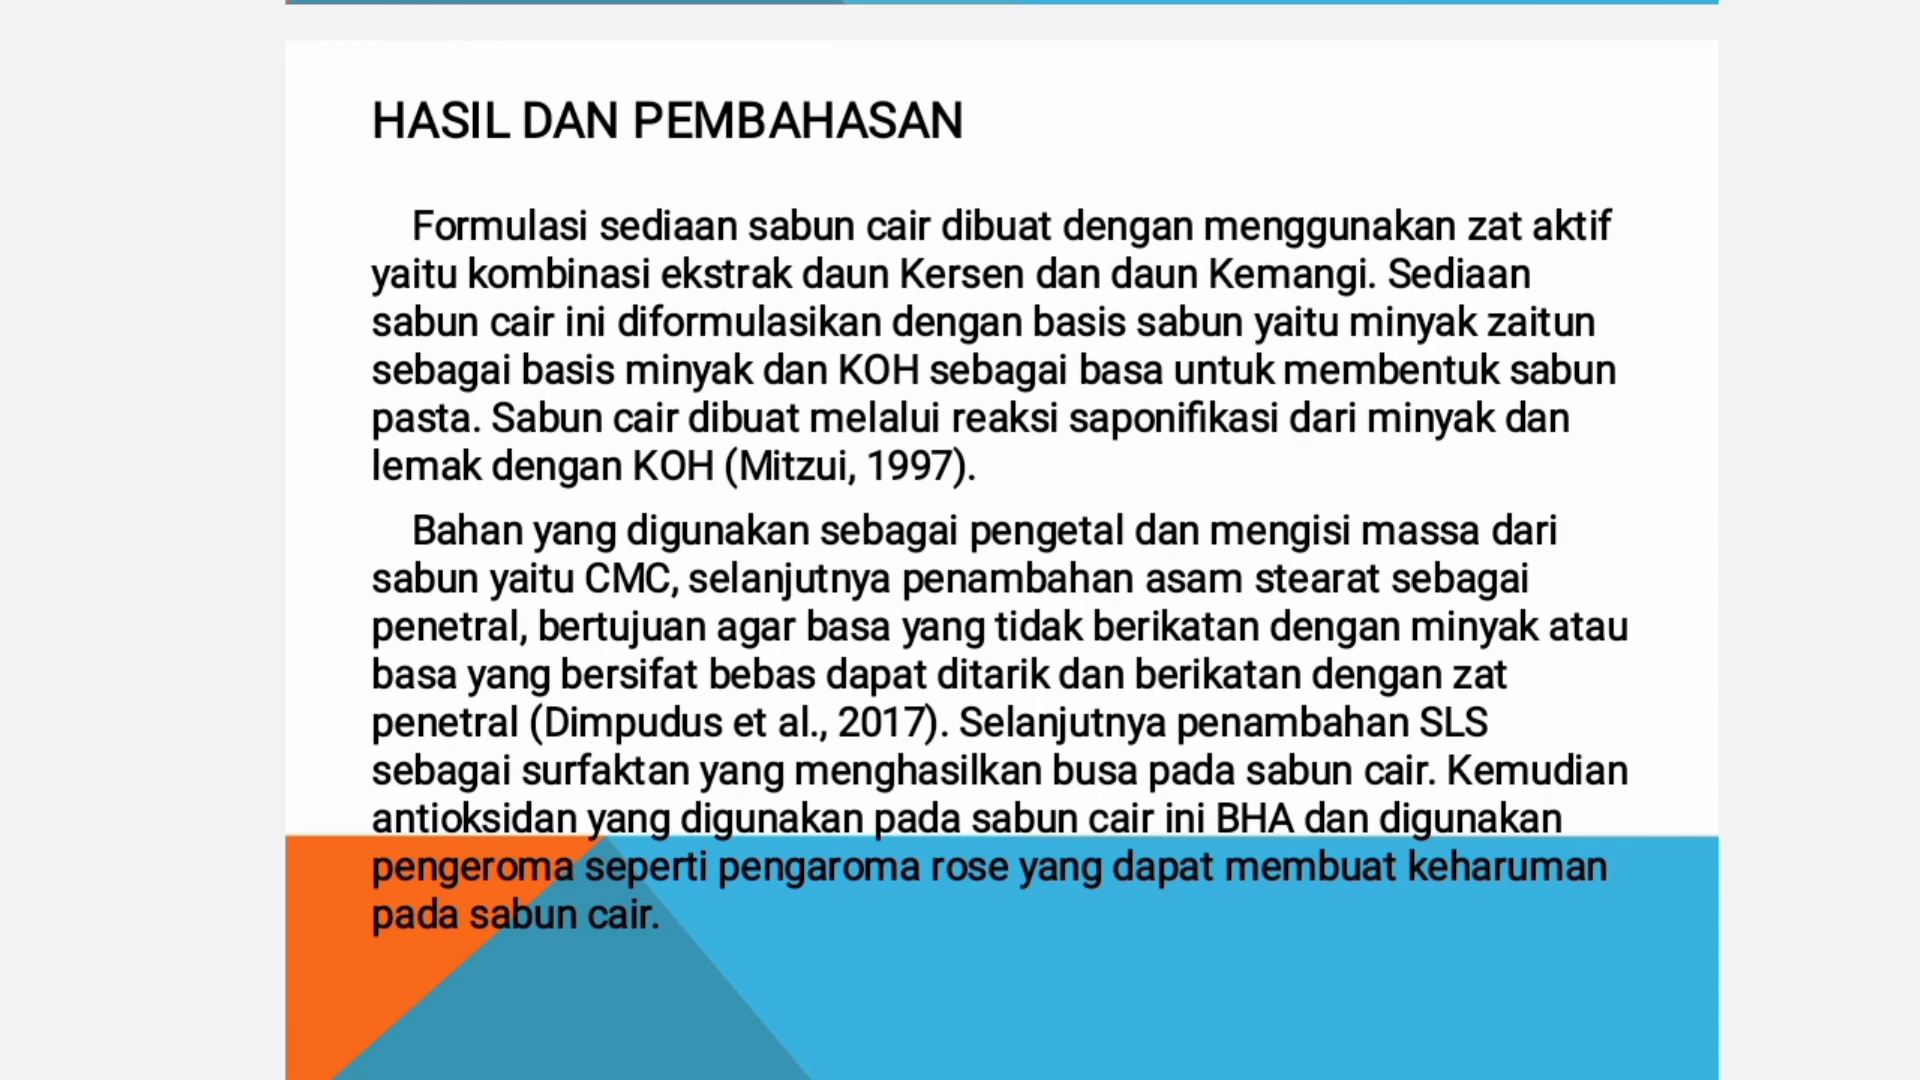 HASIL DAN PEMBAHASAN
Formulasi sediaan sabun cair dibuat dengan menggunakan zat aktif
yaitu kombinasi ekstrak daun Kersen dan daun Kemangi. Sediaan
sabun cair ini diformulasikan dengan basis sabun yaitu minyak zaitun
sebagai basis minyak dan KOH sebagai basa untuk membentuk sabun
pasta. Sabun cair dibuat melalui reaksi saponifikasi dari minyak dan
lemak dengan KOH (Mitzui, 1997).
Bahan yang digunakan sebagai pengetal dan mengisi massa dari
sabun yaitu CMC, selanjutnya penambahan asam stearat sebagai
penetral, bertujuan agar basa yang tidak berikatan dengan minyak atau
basa yang bersifat bebas dapat ditarik dan berikatan dengan zat
penetral (Dimpudus et al., 2017). Selanjutnya penambahan SLS
sebagai surfaktan yang menghasilkan busa pada sabun cair. Kemudian
antioksidan yang digunakan pada sabun cair ini BHA dan digunakan
pengeroma seperti pengaroma rose yang dapat membuat keharuman
pada sabun cair.